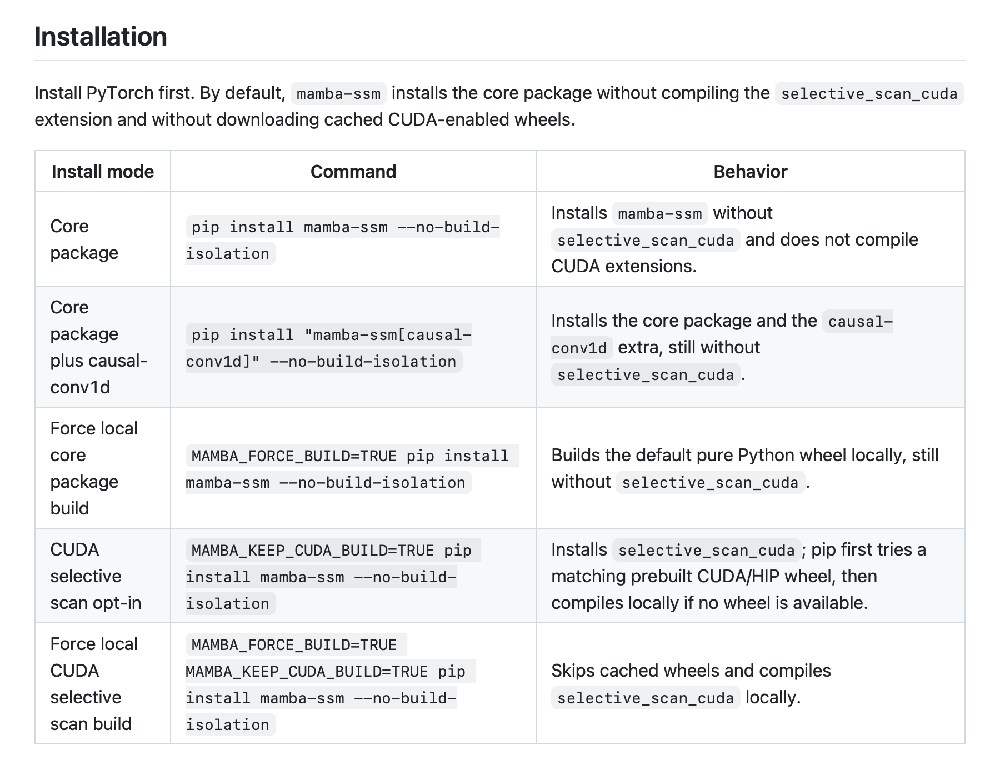 Installation
Install PyTorch first. By default, mamba-ssm installs the core package without compiling the selective_scan_cuda
extension and without downloading cached CUDA-enabled wheels.
Install mode
Command
Behavior
Core
package
pip install mamba-ssm --no-build-
isolation
Installs mamba-ssm without
selective_scan_cuda and does not compile
CUDA extensions.
Core
package
plus causal-
conv1d
pip install "mamba-ssm[causal-
conv1d]" --no-build-isolation
Installs the core package and the causal-
conv1d extra, still without
selective_scan_cuda.
Force local
core
package
build
MAMBA_FORCE_BUILD=TRUE pip install
mamba-ssm --no-build-isolation
Builds the default pure Python wheel locally, still
without selective_scan_cuda.
CUDA
selective
scan opt-in
MAMBA_KEEP_CUDA_BUILD=TRUE pip
install mamba-ssm --no-build-
isolation
Installs selective_scan_cuda; pip first tries a
matching prebuilt CUDA/HIP wheel, then
compiles locally if no wheel is available.
Force local
CUDA
selective
scan build
MAMBA_FORCE_BUILD=TRUE
MAMBA_KEEP_CUDA_BUILD=TRUE pip
install mamba-ssm --no-build-
isolation
Skips cached wheels and compiles
selective_scan_cuda locally.